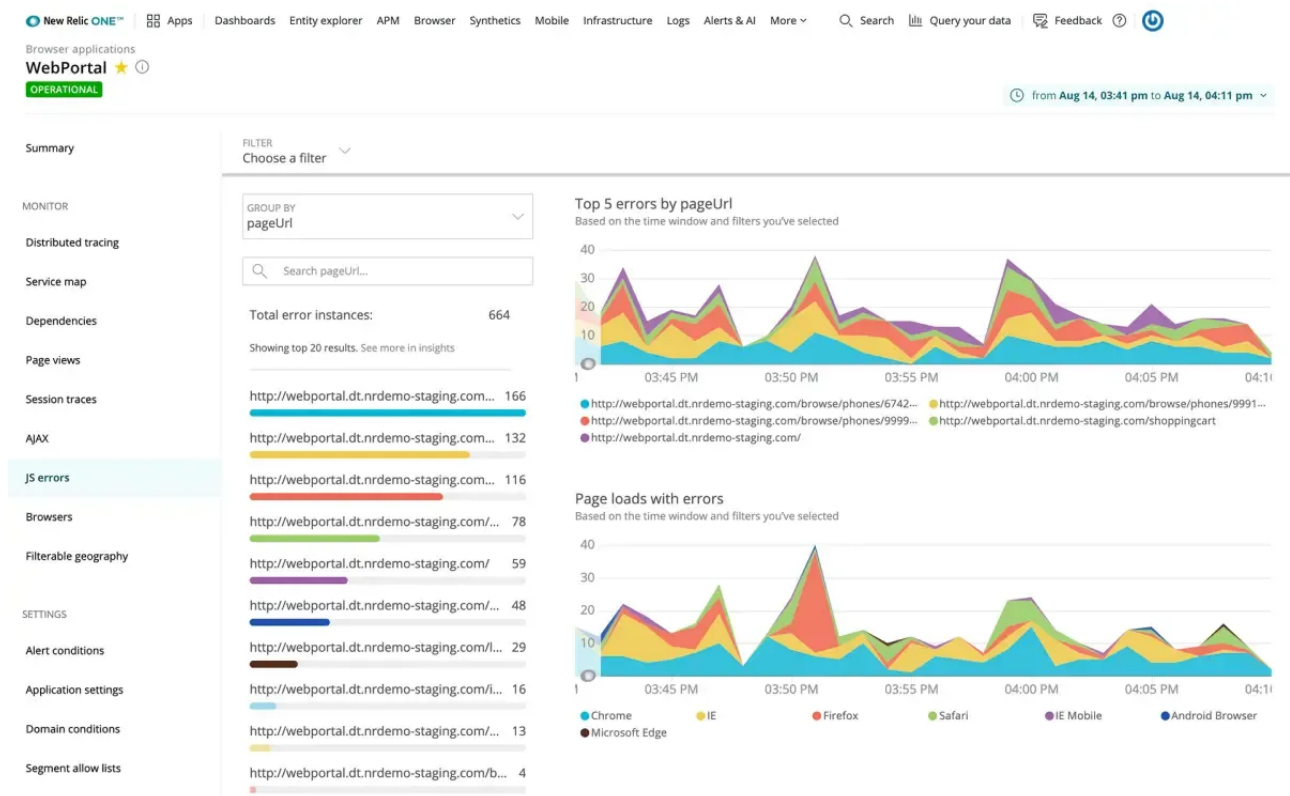 New Relic ONE™ Apps Dashboards Entity explorer APM Browser Synthetics Mobile Infrastructure Logs Alerts & AI More Search Query your data Feedback
Browser applications
WebPortal
OPERATIONAL
from Aug 14, 03:41 pm to Aug 14, 04:11 pm
Summary
MONITOR
Distributed tracing
Service map
Dependencies
Page views
Session traces
AJAX
JS errors
Browsers
Filterable geography
SETTINGS
Alert conditions
Application settings
Domain conditions
Segment allow lists
FILTER
Choose a filter
GROUP BY
pageUrl
Search pageUrl...
Total error instances: 664
Showing top 20 results. See more in insights
http://webportal.dt.nrdemo-staging.com... 166
http://webportal.dt.nrdemo-staging.com... 132
http://webportal.dt.nrdemo-staging.com... 116
http://webportal.dt.nrdemo-staging.com/... 78
http://webportal.dt.nrdemo-staging.com/ 59
http://webportal.dt.nrdemo-staging.com/... 48
http://webportal.dt.nrdemo-staging.com/l... 29
http://webportal.dt.nrdemo-staging.com/i... 16
http://webportal.dt.nrdemo-staging.com/... 13
http://webportal.dt.nrdemo-staging.com/b... 4
Top 5 errors by pageUrl
Based on the time window and filters you've selected
40
30
20
10
0
1 03:45 PM 03:50 PM 03:55 PM 04:00 PM 04:05 PM 04:1
http://webportal.dt.nrdemo-staging.com/browse/phones/6742... http://webportal.dt.nrdemo-staging.com/browse/phones/9991...
http://webportal.dt.nrdemo-staging.com/browse/phones/9999... http://webportal.dt.nrdemo-staging.com/shoppingcart
http://webportal.dt.nrdemo-staging.com/
Page loads with errors
Based on the time window and filters you've selected
40
30
20
10
0
1 03:45 PM 03:50 PM 03:55 PM 04:00 PM 04:05 PM 04:1
Chrome IE Firefox Safari IE Mobile Android Browser
Microsoft Edge